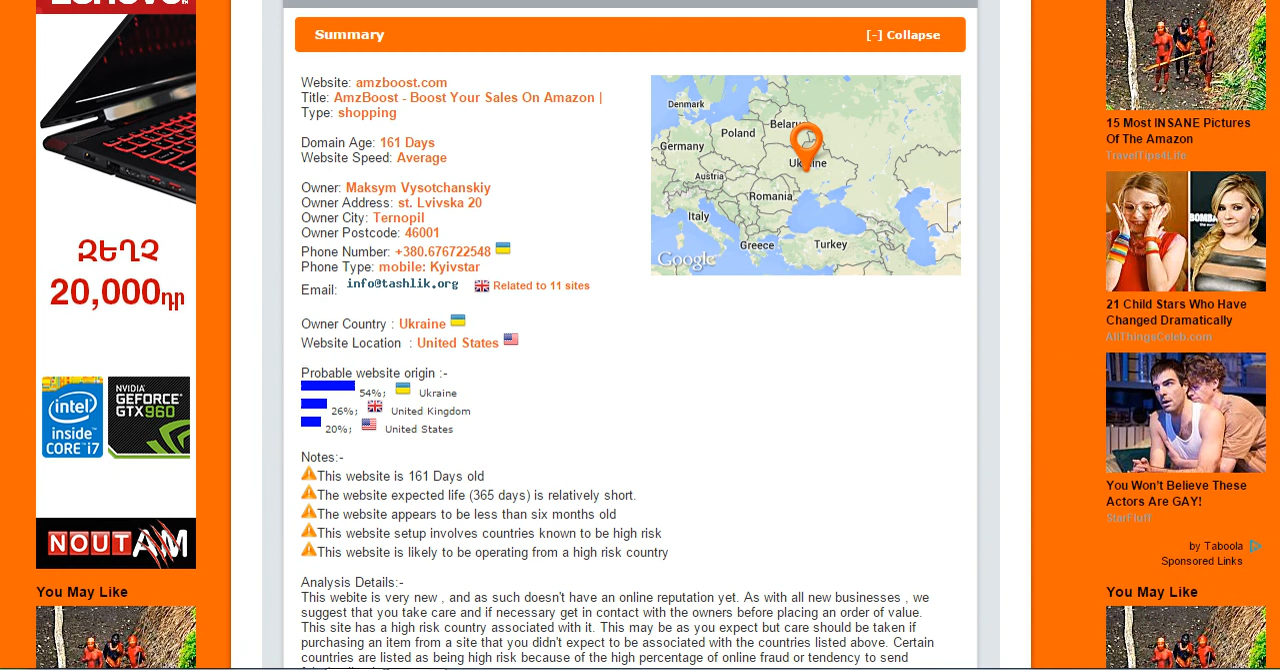 Summary
[-] Collapse
Website: amzboost.com
Title: AmzBoost - Boost Your Sales On Amazon |
Type: shopping
Domain Age: 161 Days
Website Speed: Average
Owner: Maksym Vysotchanskiy
Owner Address: st. Lvivska 20
Owner City: Ternopil
Owner Postcode: 46001
Phone Number: +380.676722548
Phone Type: mobile: Kyivstar
Email: info@tashlik.org Related to 11 sites
Owner Country : Ukraine
Website Location : United States
Probable website origin :-
54%; Ukraine
26%; United Kingdom
20%; United States
Notes:-
This website is 161 Days old
The website expected life (365 days) is relatively short.
The website appears to be less than six months old
This website setup involves countries known to be high risk
This website is likely to be operating from a high risk country
Analysis Details:-
This webite is very new , and as such doesn't have an online reputation yet. As with all new businesses , we
suggest that you take care and if necessary get in contact with the owners before placing an order of value.
This site has a high risk country associated with it. This may be as you expect but care should be taken if
purchasing an item from a site that you didn't expect to be associated with the countries listed above. Certain
countries are listed as being high risk because of the high percentage of online fraud or tendency to send
Denmark
Belaru
Poland
Germany
Ukraine
Austria
Romania
Italy
Greece
Turkey
Google
ԶԵՂՉ
20,000դր
intel
inside
CORE i7
NVIDIA
GEFORCE
GTX 960
NOUTAM
You May Like
15 Most INSANE Pictures
Of The Amazon
TravelTips4Life
BOMBA
21 Child Stars Who Have
Changed Dramatically
AllThingsCeleb.com
You Won't Believe These
Actors Are GAY!
StarFluff
by Taboola
Sponsored Links
You May Like